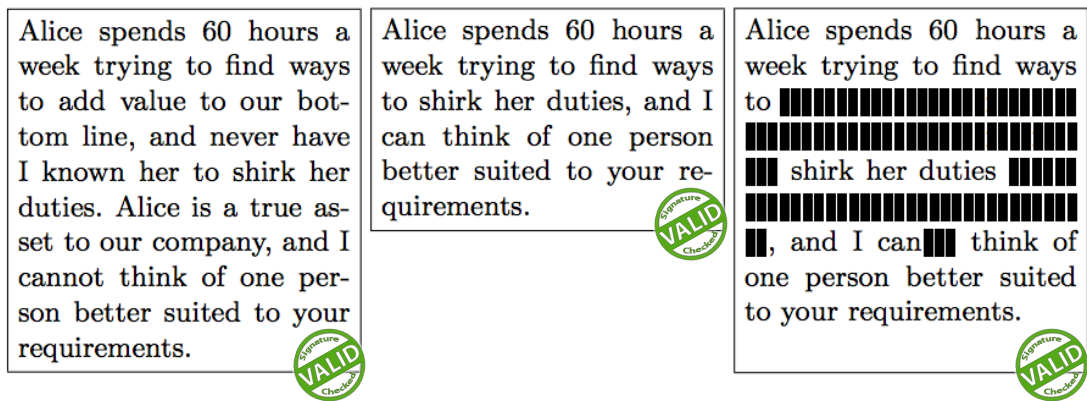 Alice spends 60 hours a
week trying to find ways
to add value to our bot-
tom line, and never have
I known her to shirk her
duties. Alice is a true as-
set to our company, and I
cannot think of one per-
son better suited to your
requirements.
Signature
VALID
Checked
Alice spends 60 hours a
week trying to find ways
to shirk her duties, and I
can think of one person
better suited to your re-
quirements.
Signature
VALID
Checked
Alice spends 60 hours a
week trying to find ways
to
shirk her duties
, and I can think of
one person better suited
to your requirements.
Signature
VALID
Checked